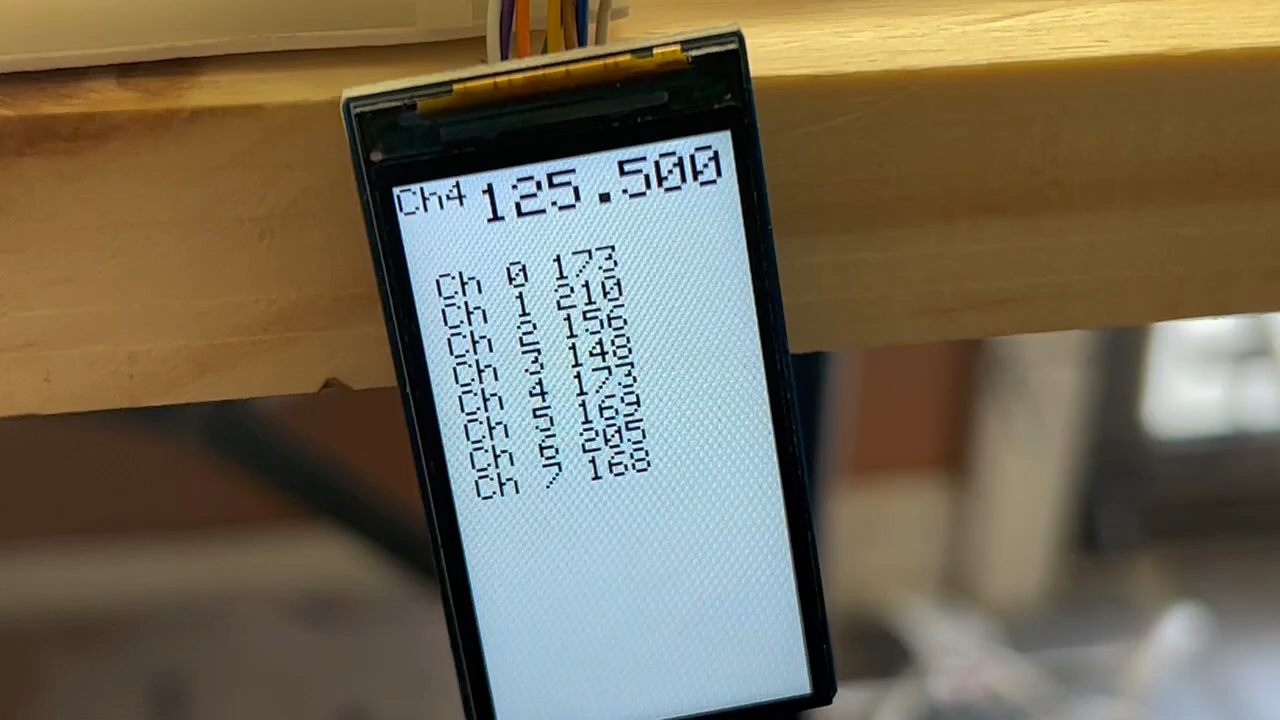 Ch4 125.500
Ch 0 173
Ch 1 210
Ch 2 156
Ch 3 148
Ch 4 173
Ch 5 169
Ch 6 205
Ch 7 168